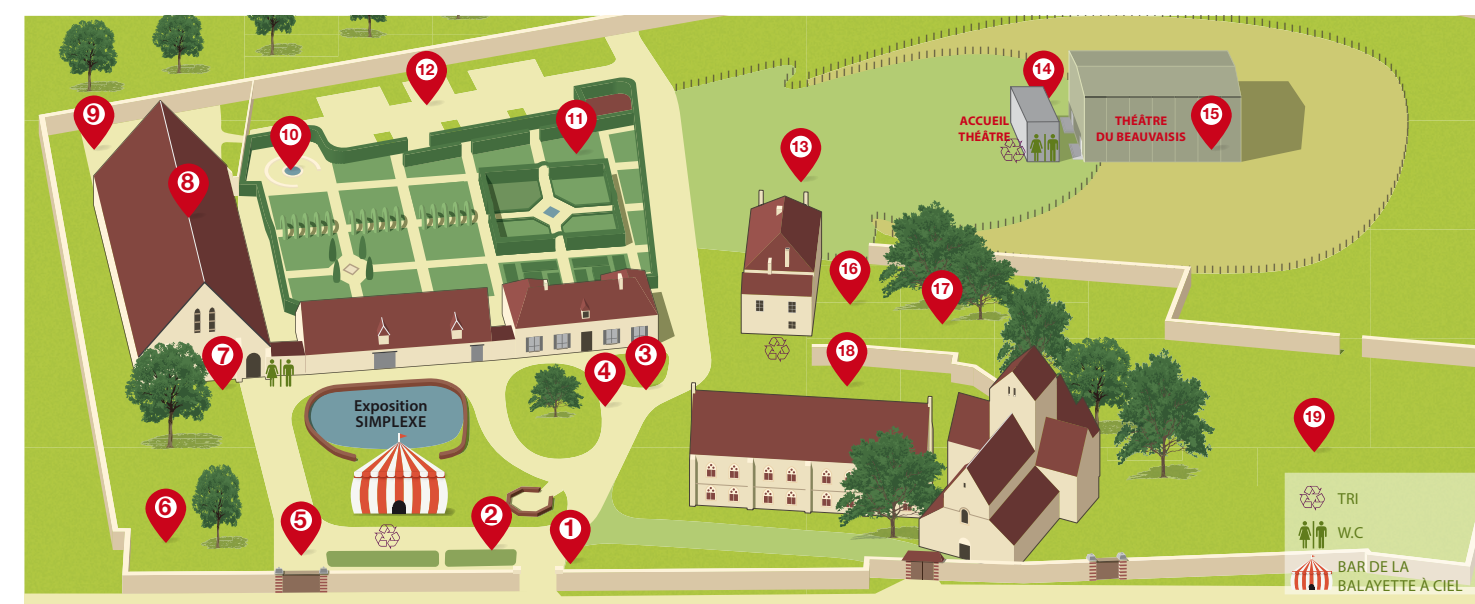 12
14
9
10
11
15
ACCUEIL
THÉÂTRE
THÉÂTRE
DU BEAUVAISIS
13
8
16
17
7
4
3
18
Exposition
SIMPLEXE
19
6
5
2
1
TRI
W.C
BAR DE LA
BALAYETTE À CIEL